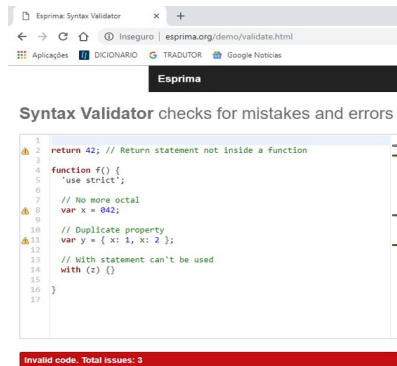 Esprima: Syntax Validator
Inseguro | esprima.org/demo/validate.html
Aplicações DICIONARIO TRADUTOR Google Notícias
Esprima
Syntax Validator checks for mistakes and errors
1
2 return 42; // Return statement not inside a function
3
4 function f() {
5 'use strict';
6
7 // No more octal
8 var x = 042;
9
10 // Duplicate property
11 var y = { x: 1, x: 2 };
12
13 // With statement can't be used
14 with (z) {}
15
16 }
17
Invalid code. Total issues: 3